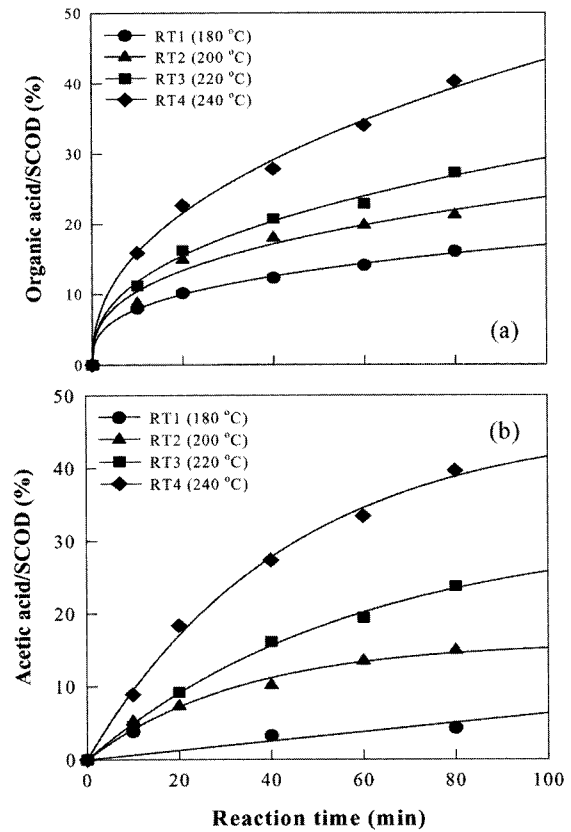 50
40
30
20
10
0
Organic acid/SCOD (%)
RT1 (180 °C)
RT2 (200 °C)
RT3 (220 °C)
RT4 (240 °C)
(a)
50
40
30
20
10
0
Acetic acid/SCOD (%)
RT1 (180 °C)
RT2 (200 °C)
RT3 (220 °C)
RT4 (240 °C)
(b)
0 20 40 60 80 100
Reaction time (min)